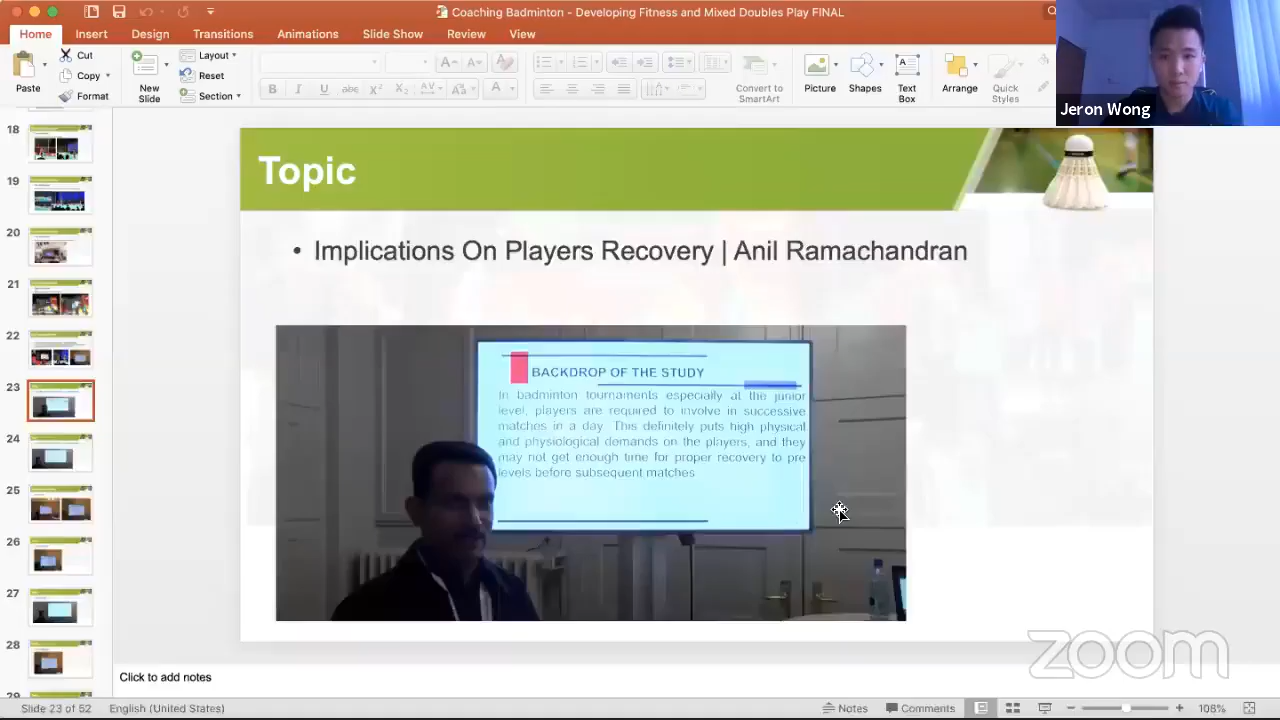 Coaching Badminton - Developing Fitness and Mixed Doubles Play FINAL
Home Insert Design Transitions Animations Slide Show Review View
Paste
Cut
Copy
Format
New Slide
Layout
Reset
Section
B I U abc X² X₂ AV Aa A
Convert to SmartArt
Picture
Shapes
Text Box
Arrange
Quick Styles
Jeron Wong
18
19
20
21
22
23
24
25
26
27
28
29
Topic
• Implications On Players Recovery | Anil Ramachandran
BACKDROP OF THE STUDY
In badminton tournaments especially at the junior
level players are required to involve in successive
matches in a day. This definitely puts high physical
and physiological demands on the players, and they
may not get enough time for proper recovery to pre
levels before subsequent matches
zoom
Click to add notes
Slide 23 of 52 English (United States) Notes Comments 108%